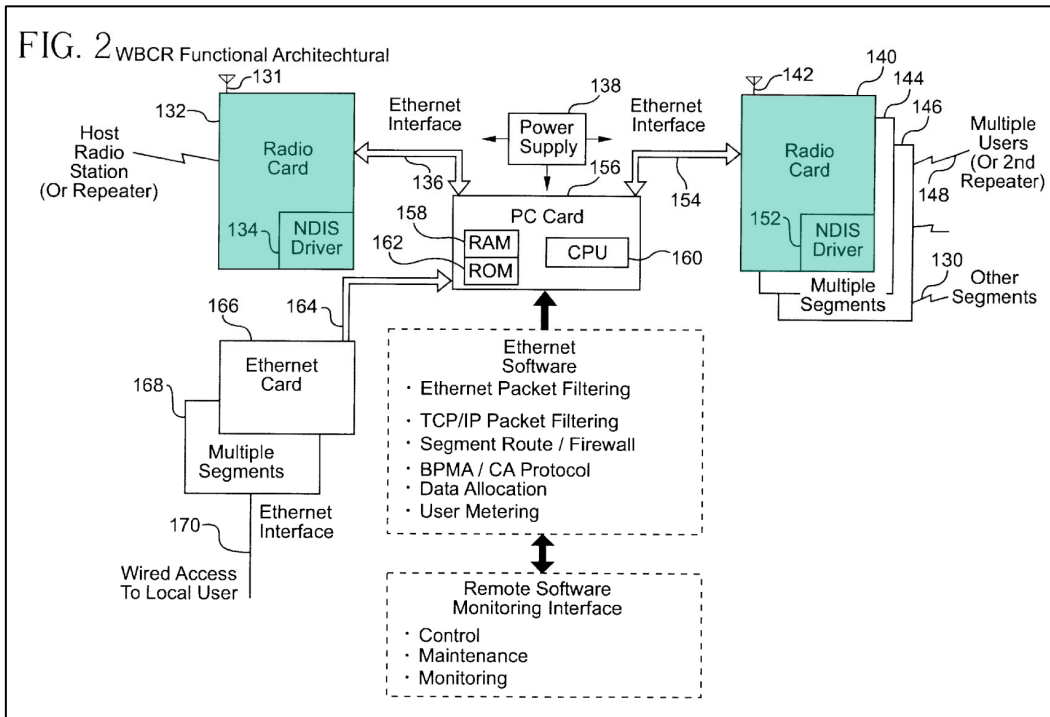 FIG. 2 WBCR Functional Architechtural
131
132
Host
Radio
Station
(Or Repeater)
Radio
Card
134
NDIS
Driver
Ethernet
Interface
136
138
Power
Supply
Ethernet
Interface
154
156
PC Card
158
RAM
162
ROM
CPU
160
142
140
144
146
Radio
Card
152
NDIS
Driver
Multiple
Segments
Multiple
Users
(Or 2nd
Repeater)
148
130
Other
Segments
164
166
Ethernet
Card
168
Multiple
Segments
Ethernet
Interface
170
Wired Access
To Local User
Ethernet
Software
· Ethernet Packet Filtering
· TCP/IP Packet Filtering
· Segment Route / Firewall
· BPMA / CA Protocol
· Data Allocation
· User Metering
Remote Software
Monitoring Interface
· Control
· Maintenance
· Monitoring